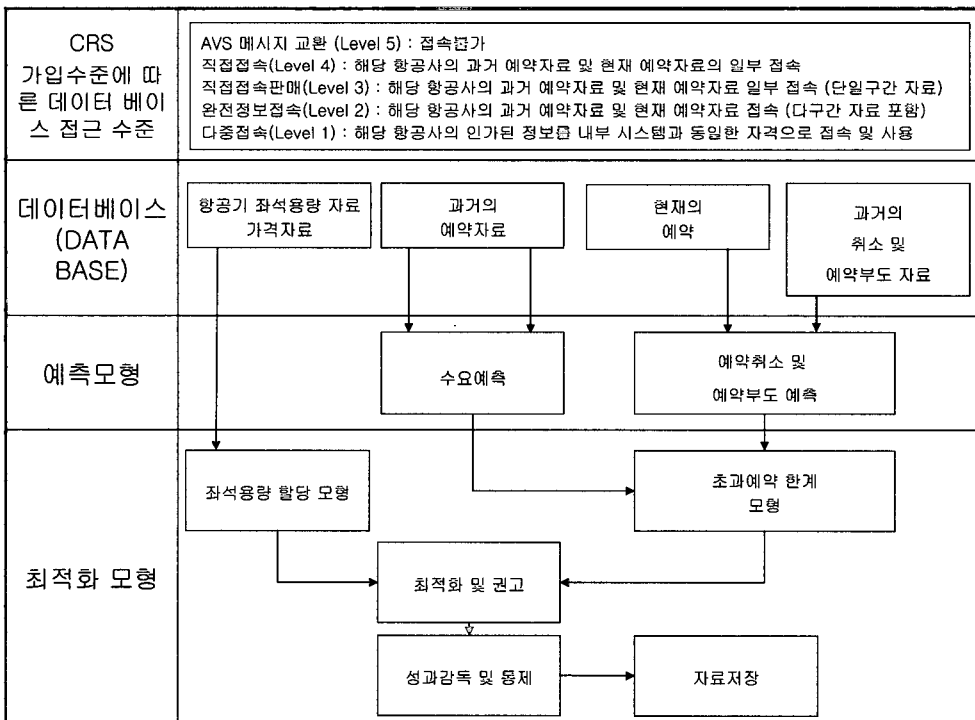 CRS
가입수준에 따
른 데이터 베이
스 접근 수준
AVS 메시지 교환 (Level 5) : 접속불가
직접접속(Level 4) : 해당 항공사의 과거 예약자료 및 현재 예약자료의 일부 접속
직접접속판매(Level 3) : 해당 항공사의 과거 예약자료 및 현재 예약자료 일부 접속 (단일구간 자료)
완전정보접속(Level 2) : 해당 항공사의 과거 예약자료 및 현재 예약자료 접속 (다구간 자료 포함)
다중접속(Level 1) : 해당 항공사의 인가된 정보를 내부 시스템과 동일한 자격으로 접속 및 사용
데이터베이스
(DATA
BASE)
항공기 좌석용량 자료
가격자료
과거의
예약자료
현재의
예약
과거의
취소 및
예약부도 자료
예측모형
수요예측
예약취소 및
예약부도 예측
최적화 모형
좌석용량 할당 모형
초과예약 한계
모형
최적화 및 권고
성과감독 및 통제
자료저장